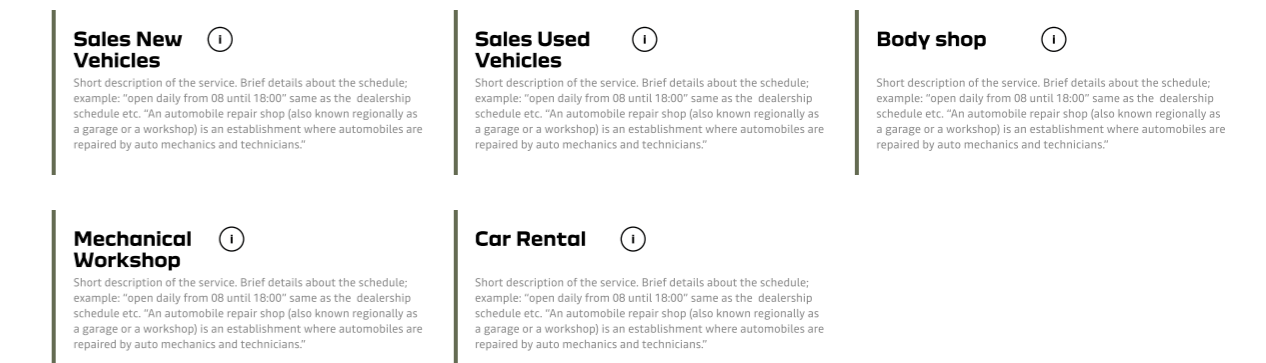 Sales New
Vehicles
i
Short description of the service. Brief details about the schedule;
example: “open daily from 08 until 18:00” same as the  dealership
schedule etc. “An automobile repair shop (also known regionally as
a garage or a workshop) is an establishment where automobiles are
repaired by auto mechanics and technicians.”
Sales Used
Vehicles
i
Short description of the service. Brief details about the schedule;
example: “open daily from 08 until 18:00” same as the  dealership
schedule etc. “An automobile repair shop (also known regionally as
a garage or a workshop) is an establishment where automobiles are
repaired by auto mechanics and technicians.”
Body shop
i
Short description of the service. Brief details about the schedule;
example: “open daily from 08 until 18:00” same as the  dealership
schedule etc. “An automobile repair shop (also known regionally as
a garage or a workshop) is an establishment where automobiles are
repaired by auto mechanics and technicians.”
Mechanical
Workshop
i
Short description of the service. Brief details about the schedule;
example: “open daily from 08 until 18:00” same as the  dealership
schedule etc. “An automobile repair shop (also known regionally as
a garage or a workshop) is an establishment where automobiles are
repaired by auto mechanics and technicians.”
Car Rental
i
Short description of the service. Brief details about the schedule;
example: “open daily from 08 until 18:00” same as the  dealership
schedule etc. “An automobile repair shop (also known regionally as
a garage or a workshop) is an establishment where automobiles are
repaired by auto mechanics and technicians.”